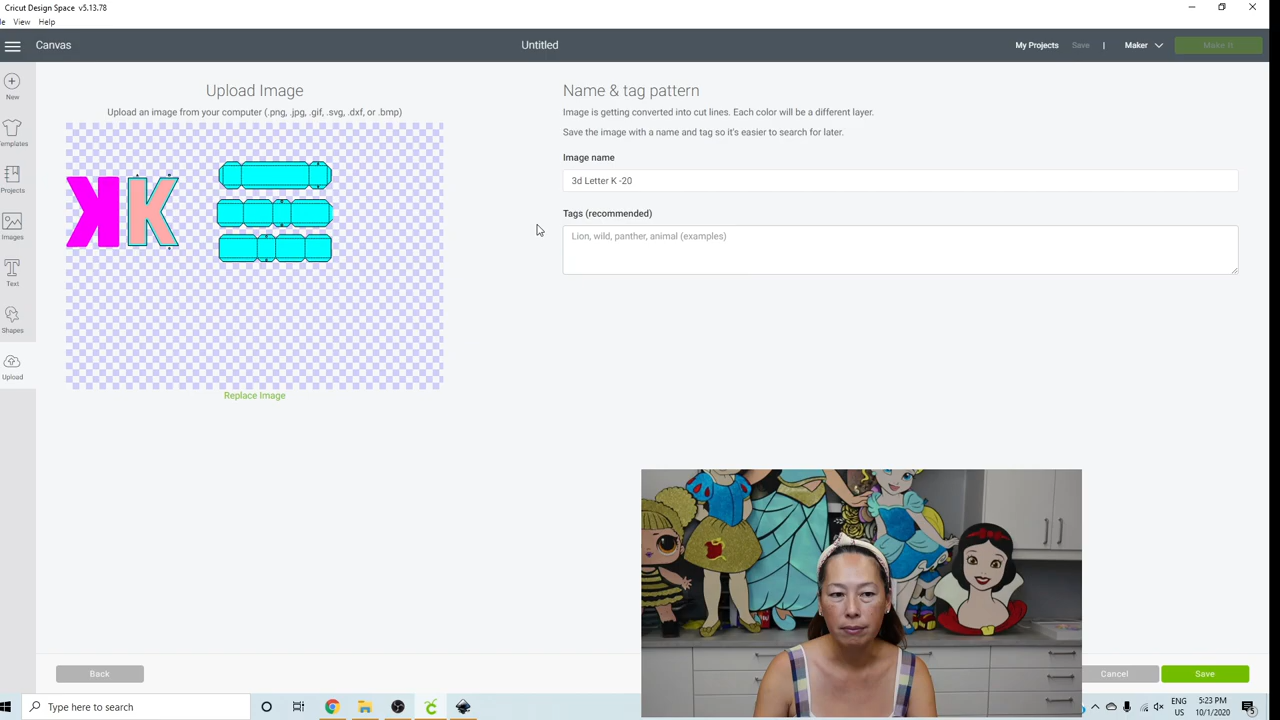 Cricut Design Space v5.13.78
View Help
Canvas
Untitled
My Projects Save | Maker Make It
New
Templates
Projects
Images
Text
Shapes
Upload
Upload Image
Upload an image from your computer (.png, .jpg, .gif, .svg, .dxf, or .bmp)
K
Replace Image
Name & tag pattern
Image is getting converted into cut lines. Each color will be a different layer.
Save the image with a name and tag so it's easier to search for later.
Image name
3d Letter K -20
Tags (recommended)
Lion, wild, panther, animal (examples)
Back
Cancel
Save
Type here to search
ENG
US
5:23 PM
10/1/2020
5